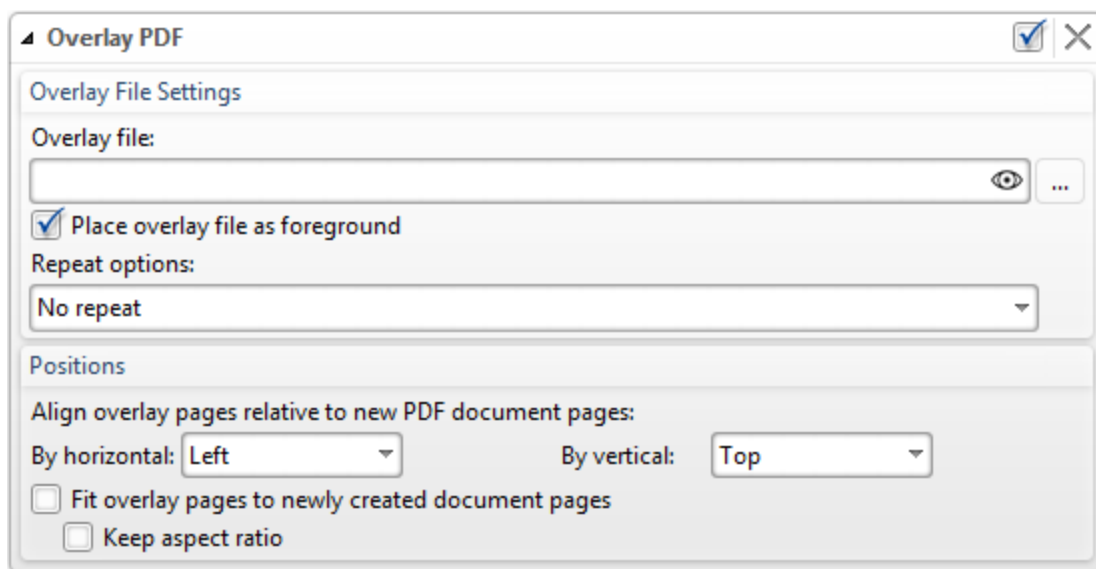 Overlay PDF
Overlay File Settings
Overlay file:
...
Place overlay file as foreground
Repeat options:
No repeat
Positions
Align overlay pages relative to new PDF document pages:
By horizontal: Left By vertical: Top
Fit overlay pages to newly created document pages
Keep aspect ratio